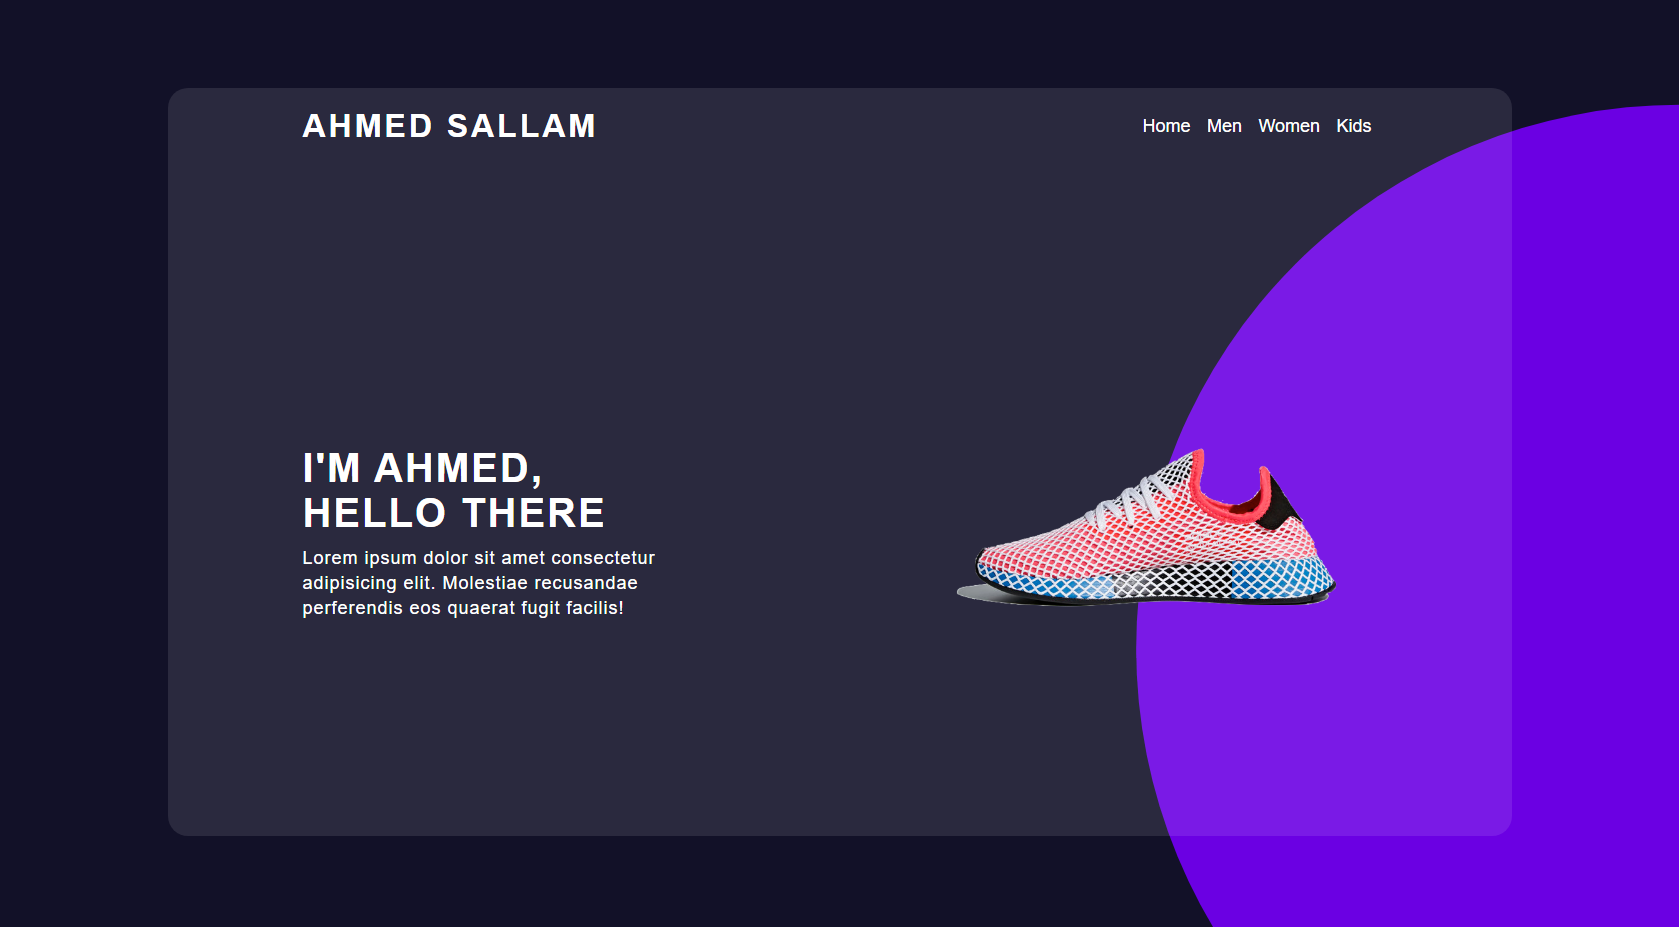 AHMED SALLAM
Home Men Women Kids
I'M AHMED,
HELLO THERE
Lorem ipsum dolor sit amet consectetur
adipisicing elit. Molestiae recusandae
perferendis eos quaerat fugit facilis!